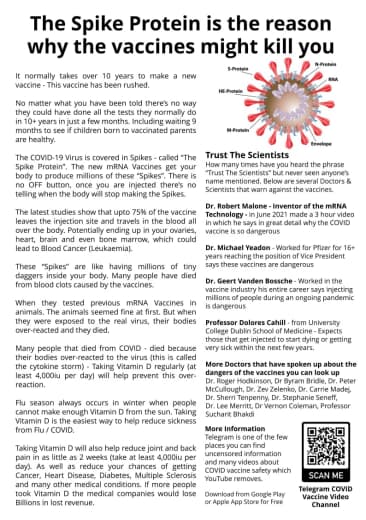 The Spike Protein is the reason
why the vaccines might kill you
It normally takes over 10 years to make a new
vaccine - This vaccine has been rushed.
No matter what you have been told there's no way
they could have done all the tests they normally do
in 10+ years in just a few months. Including waiting 9
months to see if children born to vaccinated parents
are healthy.
The COVID-19 Virus is covered in Spikes - called "The
Spike Protein". The new mRNA Vaccines get your
body to produce millions of these "Spikes". There is
no OFF button, once you are injected there's no
telling when the body will stop making the Spikes.
The latest studies show that upto 75% of the vaccine
leaves the injection site and travels in the blood all
over the body. Potentially ending up in your ovaries,
heart, brain and even bone marrow, which could
lead to Blood Cancer (Leukaemia).
These "Spikes" are like having millions of tiny
daggers inside your body. Many people have died
from blood clots caused by the vaccines.
When they tested previous mRNA Vaccines in
animals. The animals seemed fine at first. But when
they were exposed to the real virus, their bodies
over-reacted and they died.
Many people that died from COVID - died because
their bodies over-reacted to the virus (this is called
the cytokine storm) - Taking Vitamin D regularly (at
least 4,000iu per day) will help prevent this over-
reaction.
Flu season always occurs in winter when people
cannot make enough Vitamin D from the sun. Taking
Vitamin D is the easiest way to help reduce sickness
from Flu / COVID.
Taking Vitamin D will also help reduce joint and back
pain in as little as 2 weeks (take at least 4,000iu per
day). As well as reduce your chances of getting
Cancer, Heart Disease, Diabetes, Multiple Sclerosis
and many other medical conditions. If more people
took Vitamin D the medical companies would lose
Billions in lost revenue.
S-Protein
N-Protein
RNA
HE-Protein
M-Protein
Envelope
Trust The Scientists
How many times have you heard the phrase
"Trust The Scientists" but never seen anyone's
name mentioned. Below are several Doctors &
Scientists that warn against the vaccines.
Dr. Robert Malone - Inventor of the mRNA
Technology - in June 2021 made a 3 hour video
in which he says in great detail why the COVID
vaccine is so dangerous
Dr. Michael Yeadon - Worked for Pfizer for 16+
years reaching the position of Vice President
says these vaccines are dangerous
Dr. Geert Vanden Bossche - Worked in the
vaccine industry his entire career says injecting
millions of people during an ongoing pandemic
is dangerous
Professor Dolores Cahill - from University
College Dublin School of Medicine - Expects
those that get injected to start dying or getting
very sick within the next few years.
More Doctors that have spoken up about the
dangers of the vaccines you can look up
Dr. Roger Hodkinson, Dr Byram Bridle, Dr. Peter
McCullough, Dr. Zev Zelenko, Dr. Carrie Madej,
Dr. Sherri Tenpenny, Dr. Stephanie Seneff,
Dr. Lee Merritt, Dr Vernon Coleman, Professor
Sucharit Bhakdi
More Information
Telegram is one of the few
places you can find
uncensored information
and many videos about
COVID vaccine safety which
YouTube removes.
Download from Google Play
or Apple App Store for Free
SCAN ME
Telegram COVID
Vaccine Video
Channel